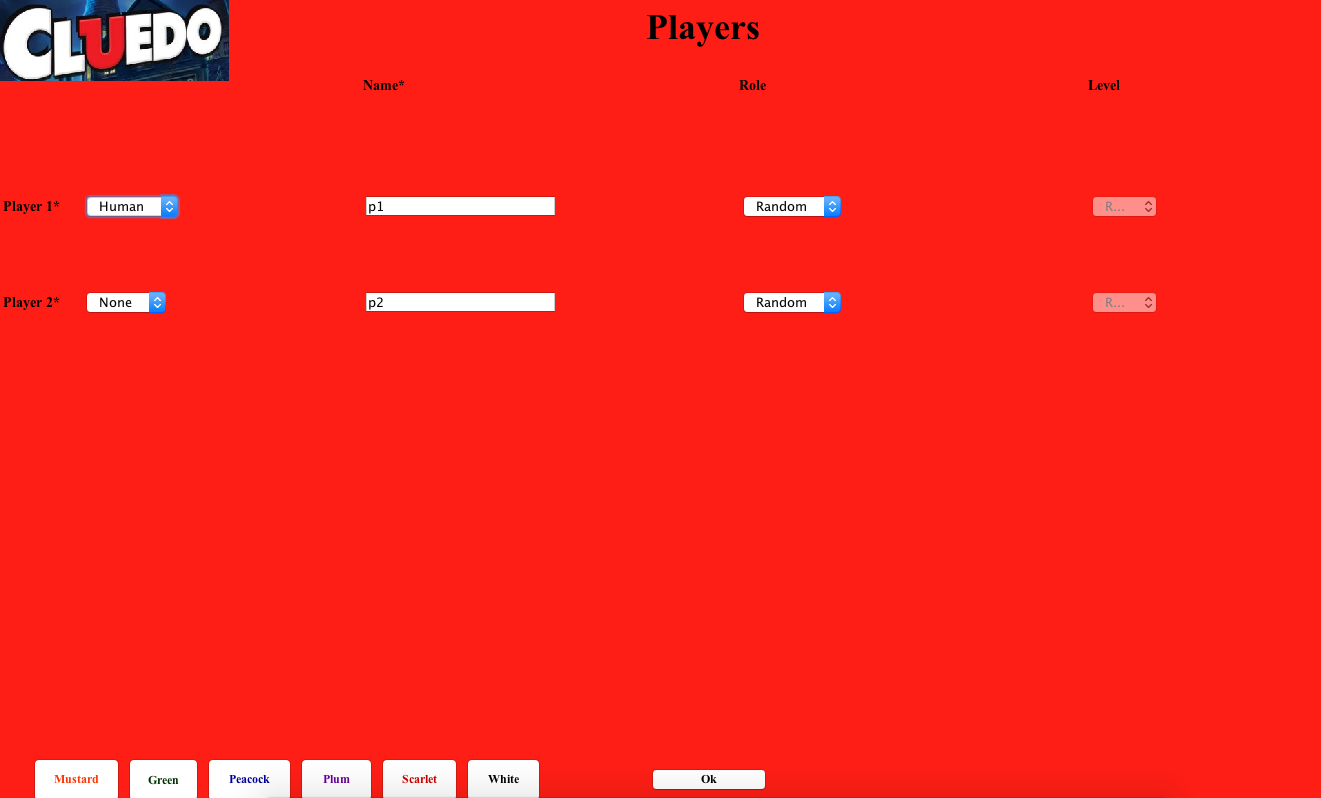 CLUEDO
Players
Name* Role Level
Player 1* Human p1 Random R...
Player 2* None p2 Random R...
Mustard Green Peacock Plum Scarlet White Ok